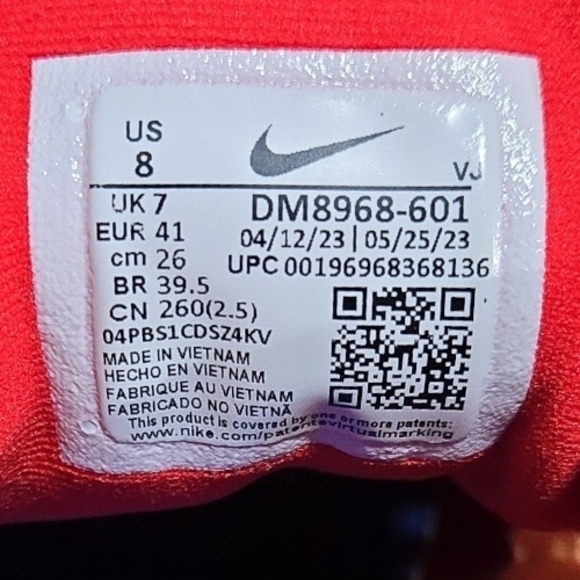 US
8
VJ
UK 7
DM8968-601
EUR 41
04/12/23 | 05/25/23
cm 26
UPC 00196968368136
BR 39.5
CN 260(2.5)
04PBS1CDSZ4KV
MADE IN VIETNAM
HECHO EN VIETNAM
FABRIQUE AU VIETNAM
FABRICADO NO VIETNÃ
This product is covered by one or more patents:
www.nike.com/patentsvirtualmarking